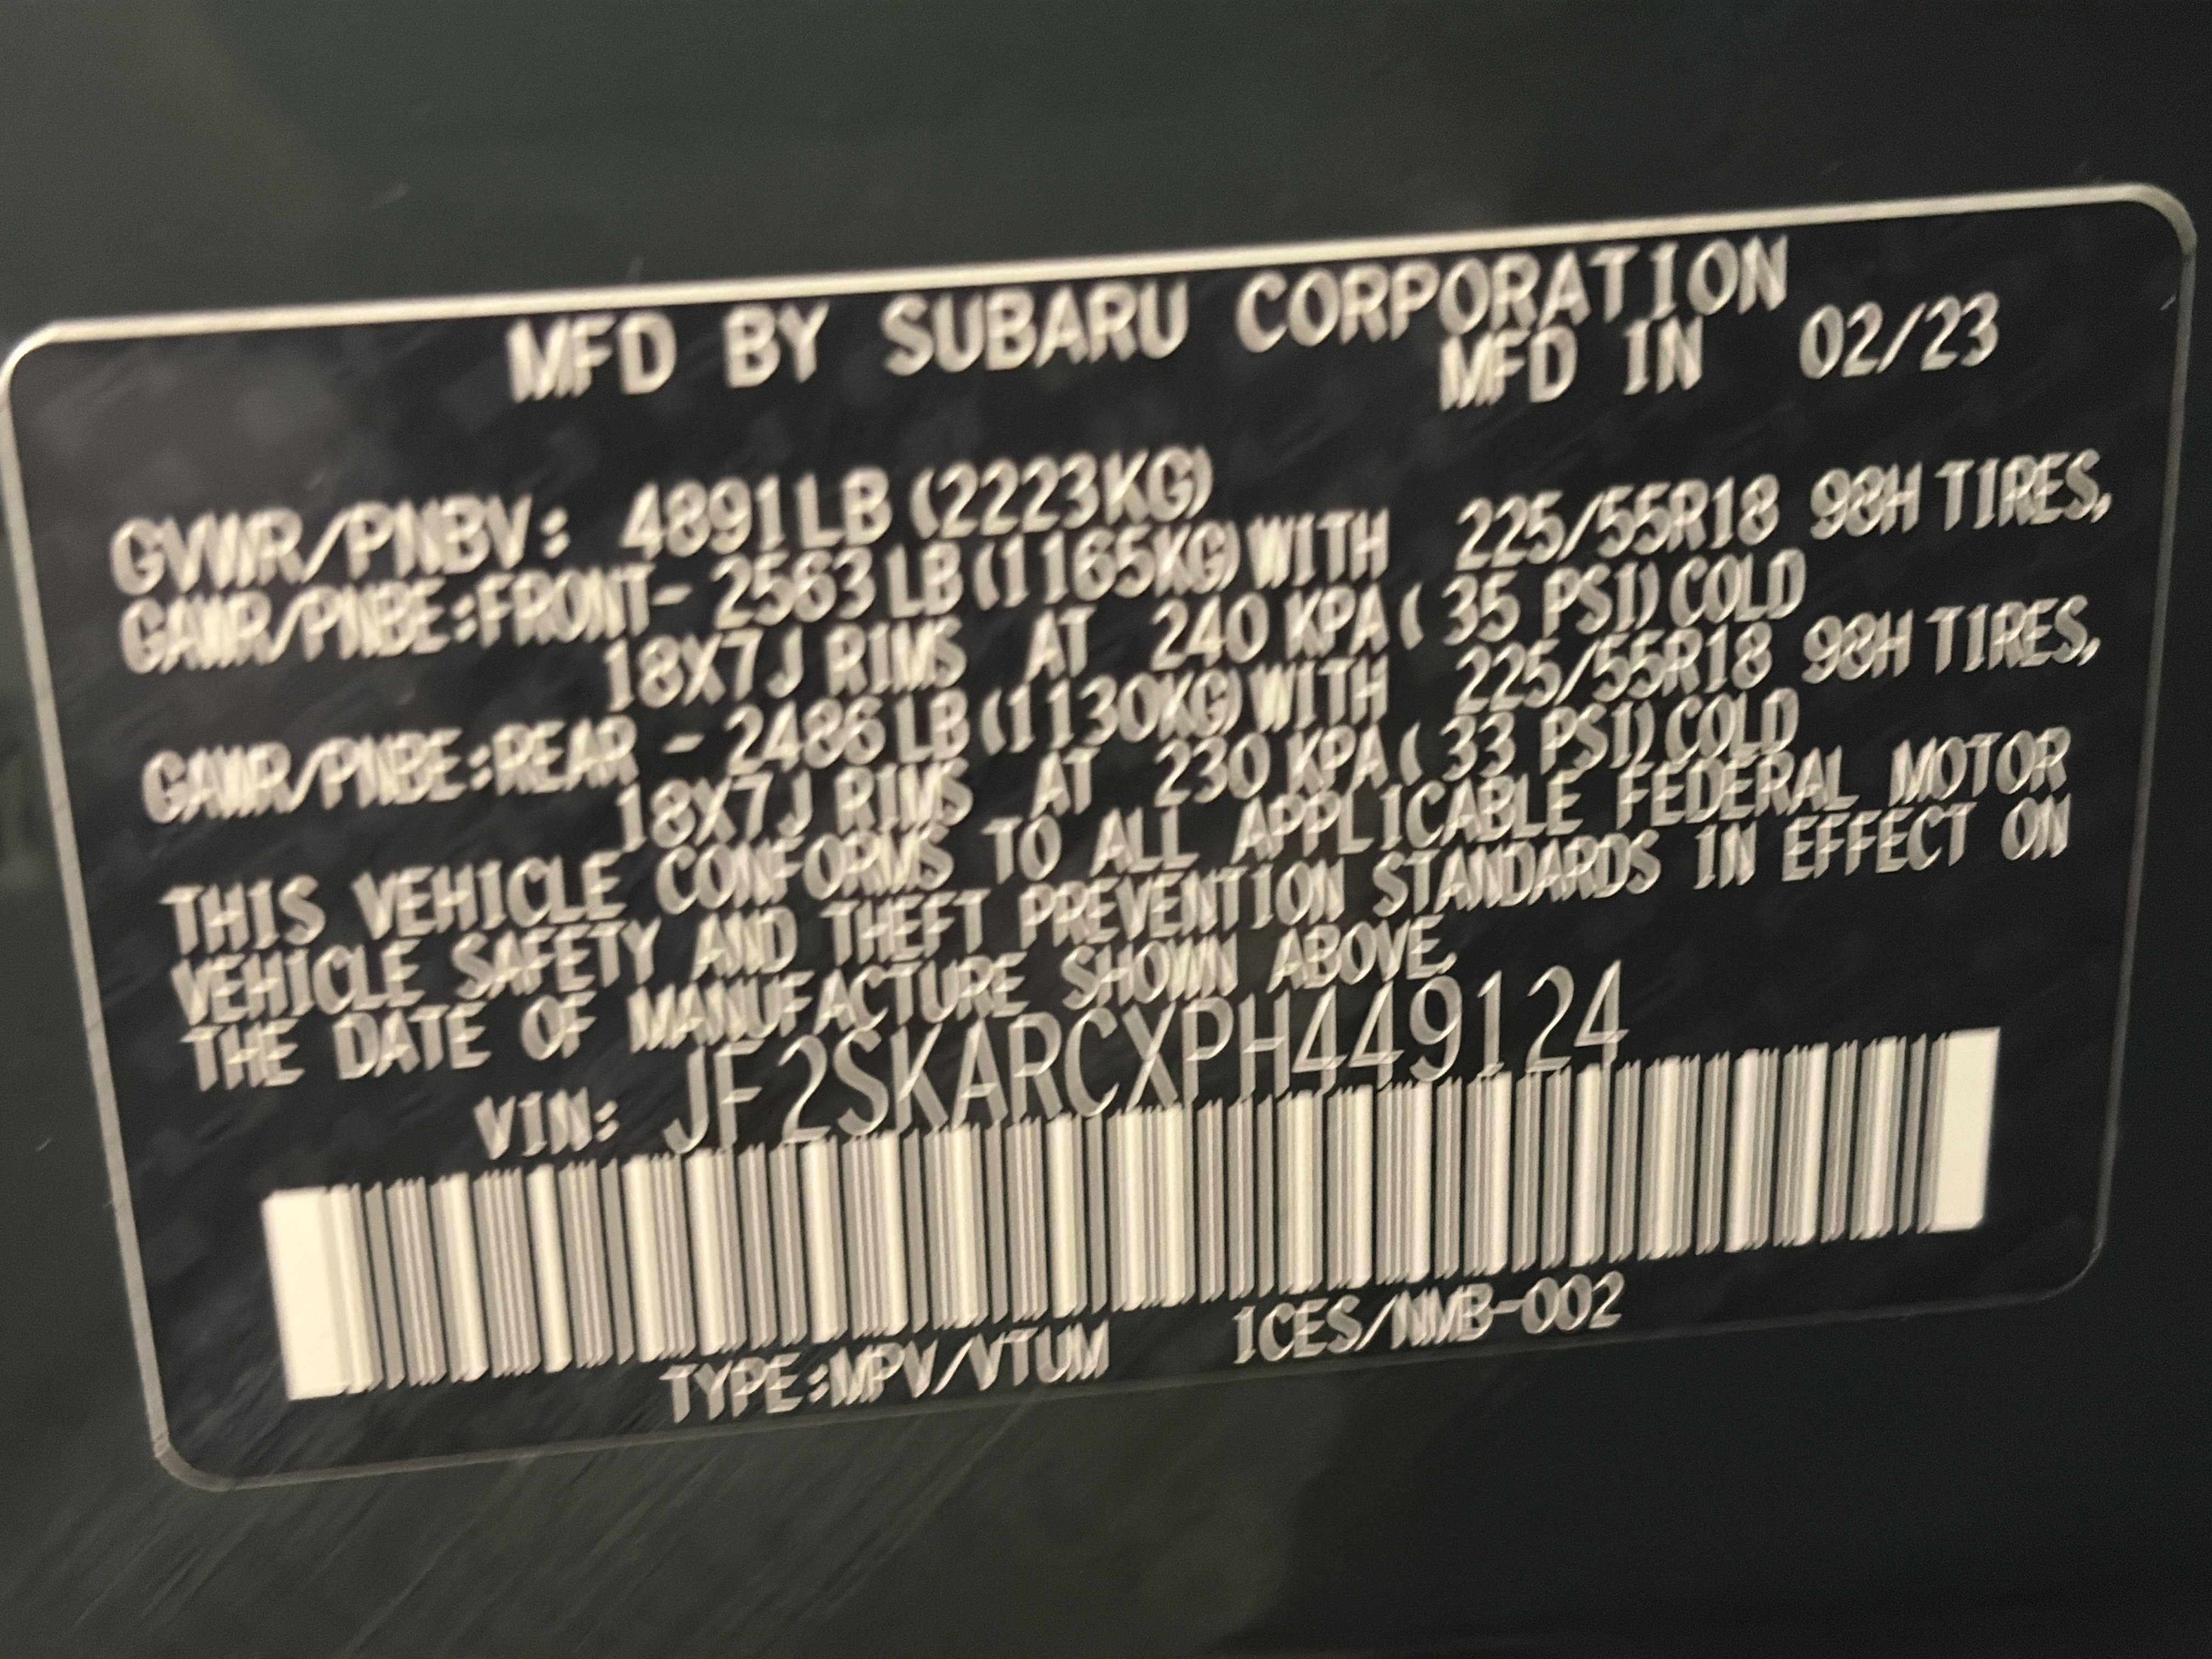 MFD BY SUBARU CORPORATION
MFD IN 02/23
GVWR/PNBV: 4891LB (2223KG)
GAWR/PNBE:FRONT- 2563LB (1165KG) WITH 225/55R18 98H TIRES,
18X7J RIMS AT 240 KPA ( 35 PSI) COLD
GAWR/PNBE:REAR - 2486LB (1130KG) WITH 225/55R18 98H TIRES,
18X7J RIMS AT 230 KPA ( 33 PSI) COLD
THIS VEHICLE CONFORMS TO ALL APPLICABLE FEDERAL MOTOR
VEHICLE SAFETY AND THEFT PREVENTION STANDARDS IN EFFECT ON
THE DATE OF MANUFACTURE SHOWN ABOVE.
VIN: JF2SKARCXPH449124
TYPE:MPV/VTUM ICES/NMB-002